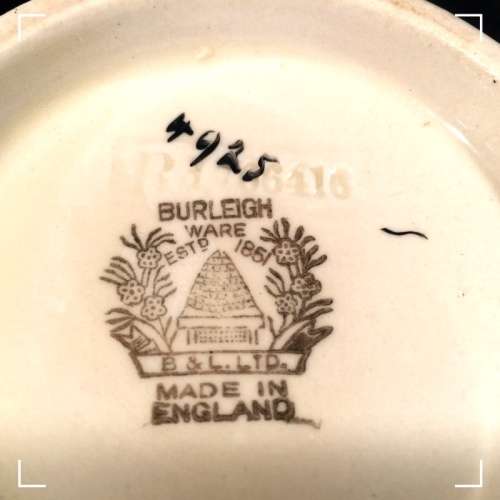 4925
BURLEIGH
WARE
ESTD 1851
B & L. LTD.
MADE IN
ENGLAND